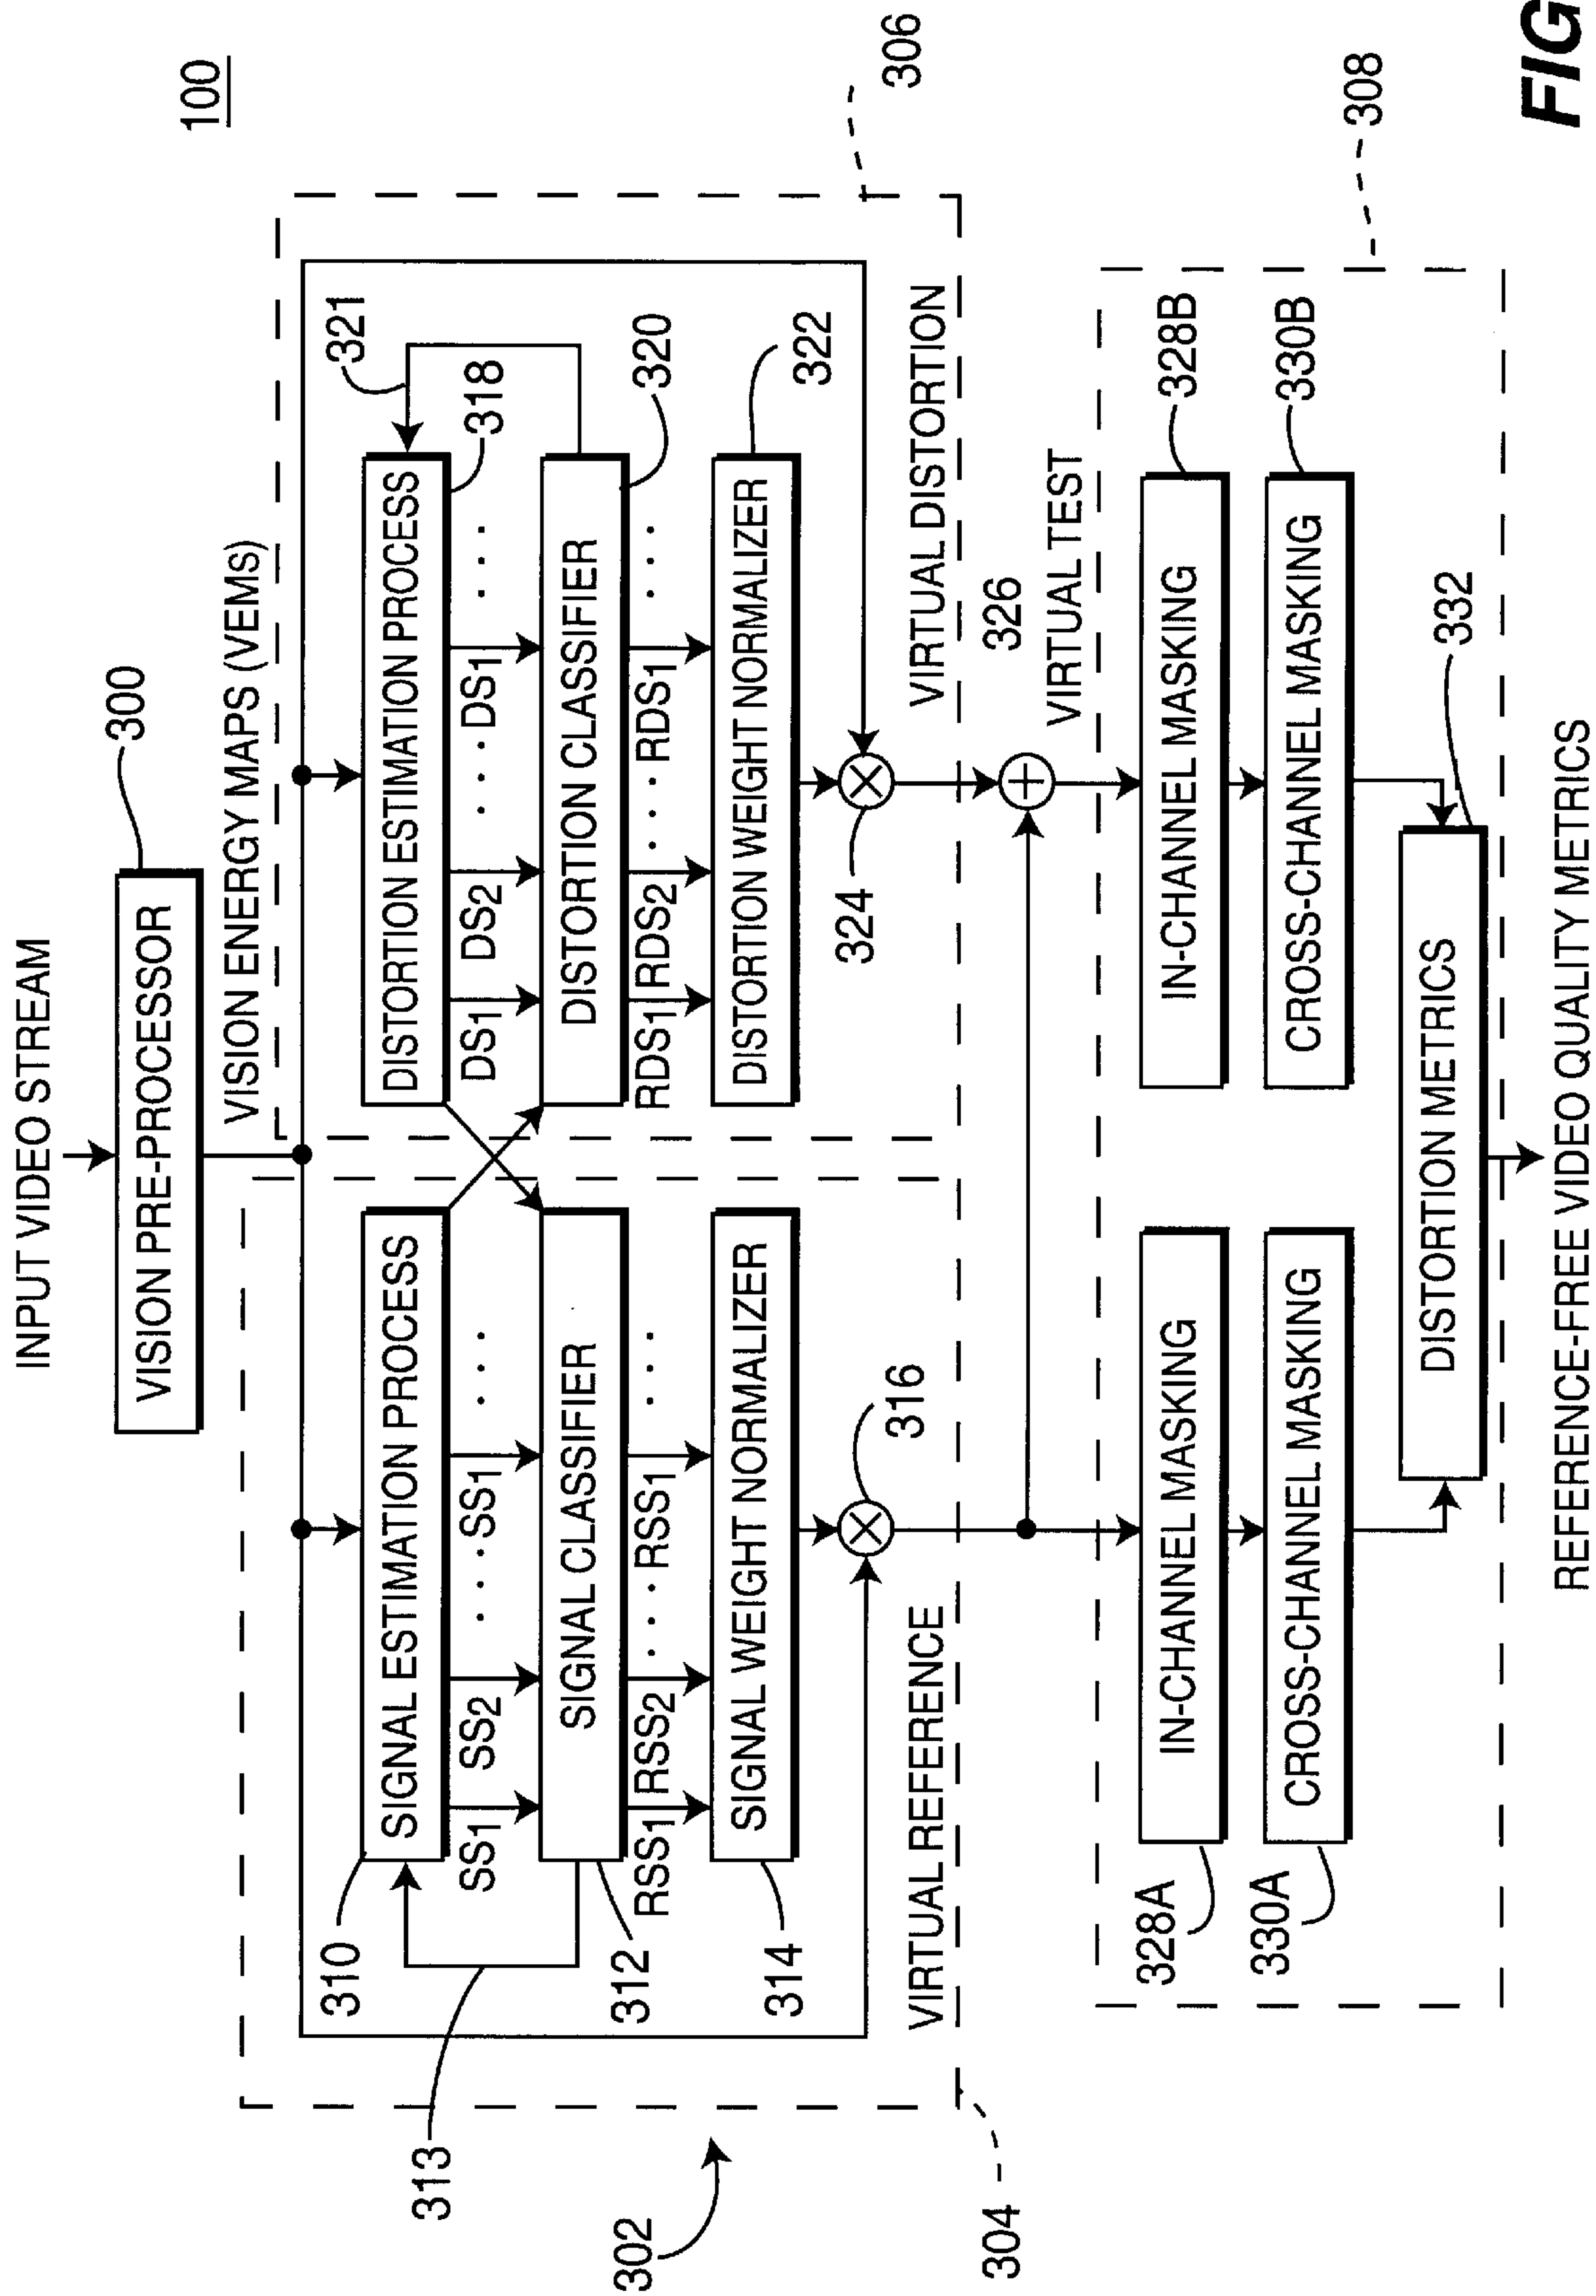 100
INPUT VIDEO STREAM
300
VISION PRE-PROCESSOR
VISION ENERGY MAPS (VEMS)
306
310
SIGNAL ESTIMATION PROCESS
313
SS1 SS2 · · · SS1 · · ·
SIGNAL CLASSIFIER
312
RSS1 RSS2 · · · RSS1 · · ·
SIGNAL WEIGHT NORMALIZER
314
316
VIRTUAL REFERENCE
302
304
321
DISTORTION ESTIMATION PROCESS
318
DS1 DS2 · · · DS1 · · ·
DISTORTION CLASSIFIER
320
RDS1 RDS2 · · · RDS1 · · ·
DISTORTION WEIGHT NORMALIZER
322
324
VIRTUAL DISTORTION
326
VIRTUAL TEST
308
328A
IN-CHANNEL MASKING
330A
CROSS-CHANNEL MASKING
IN-CHANNEL MASKING
328B
CROSS-CHANNEL MASKING
330B
DISTORTION METRICS
332
REFERENCE-FREE VIDEO QUALITY METRICS
FIG